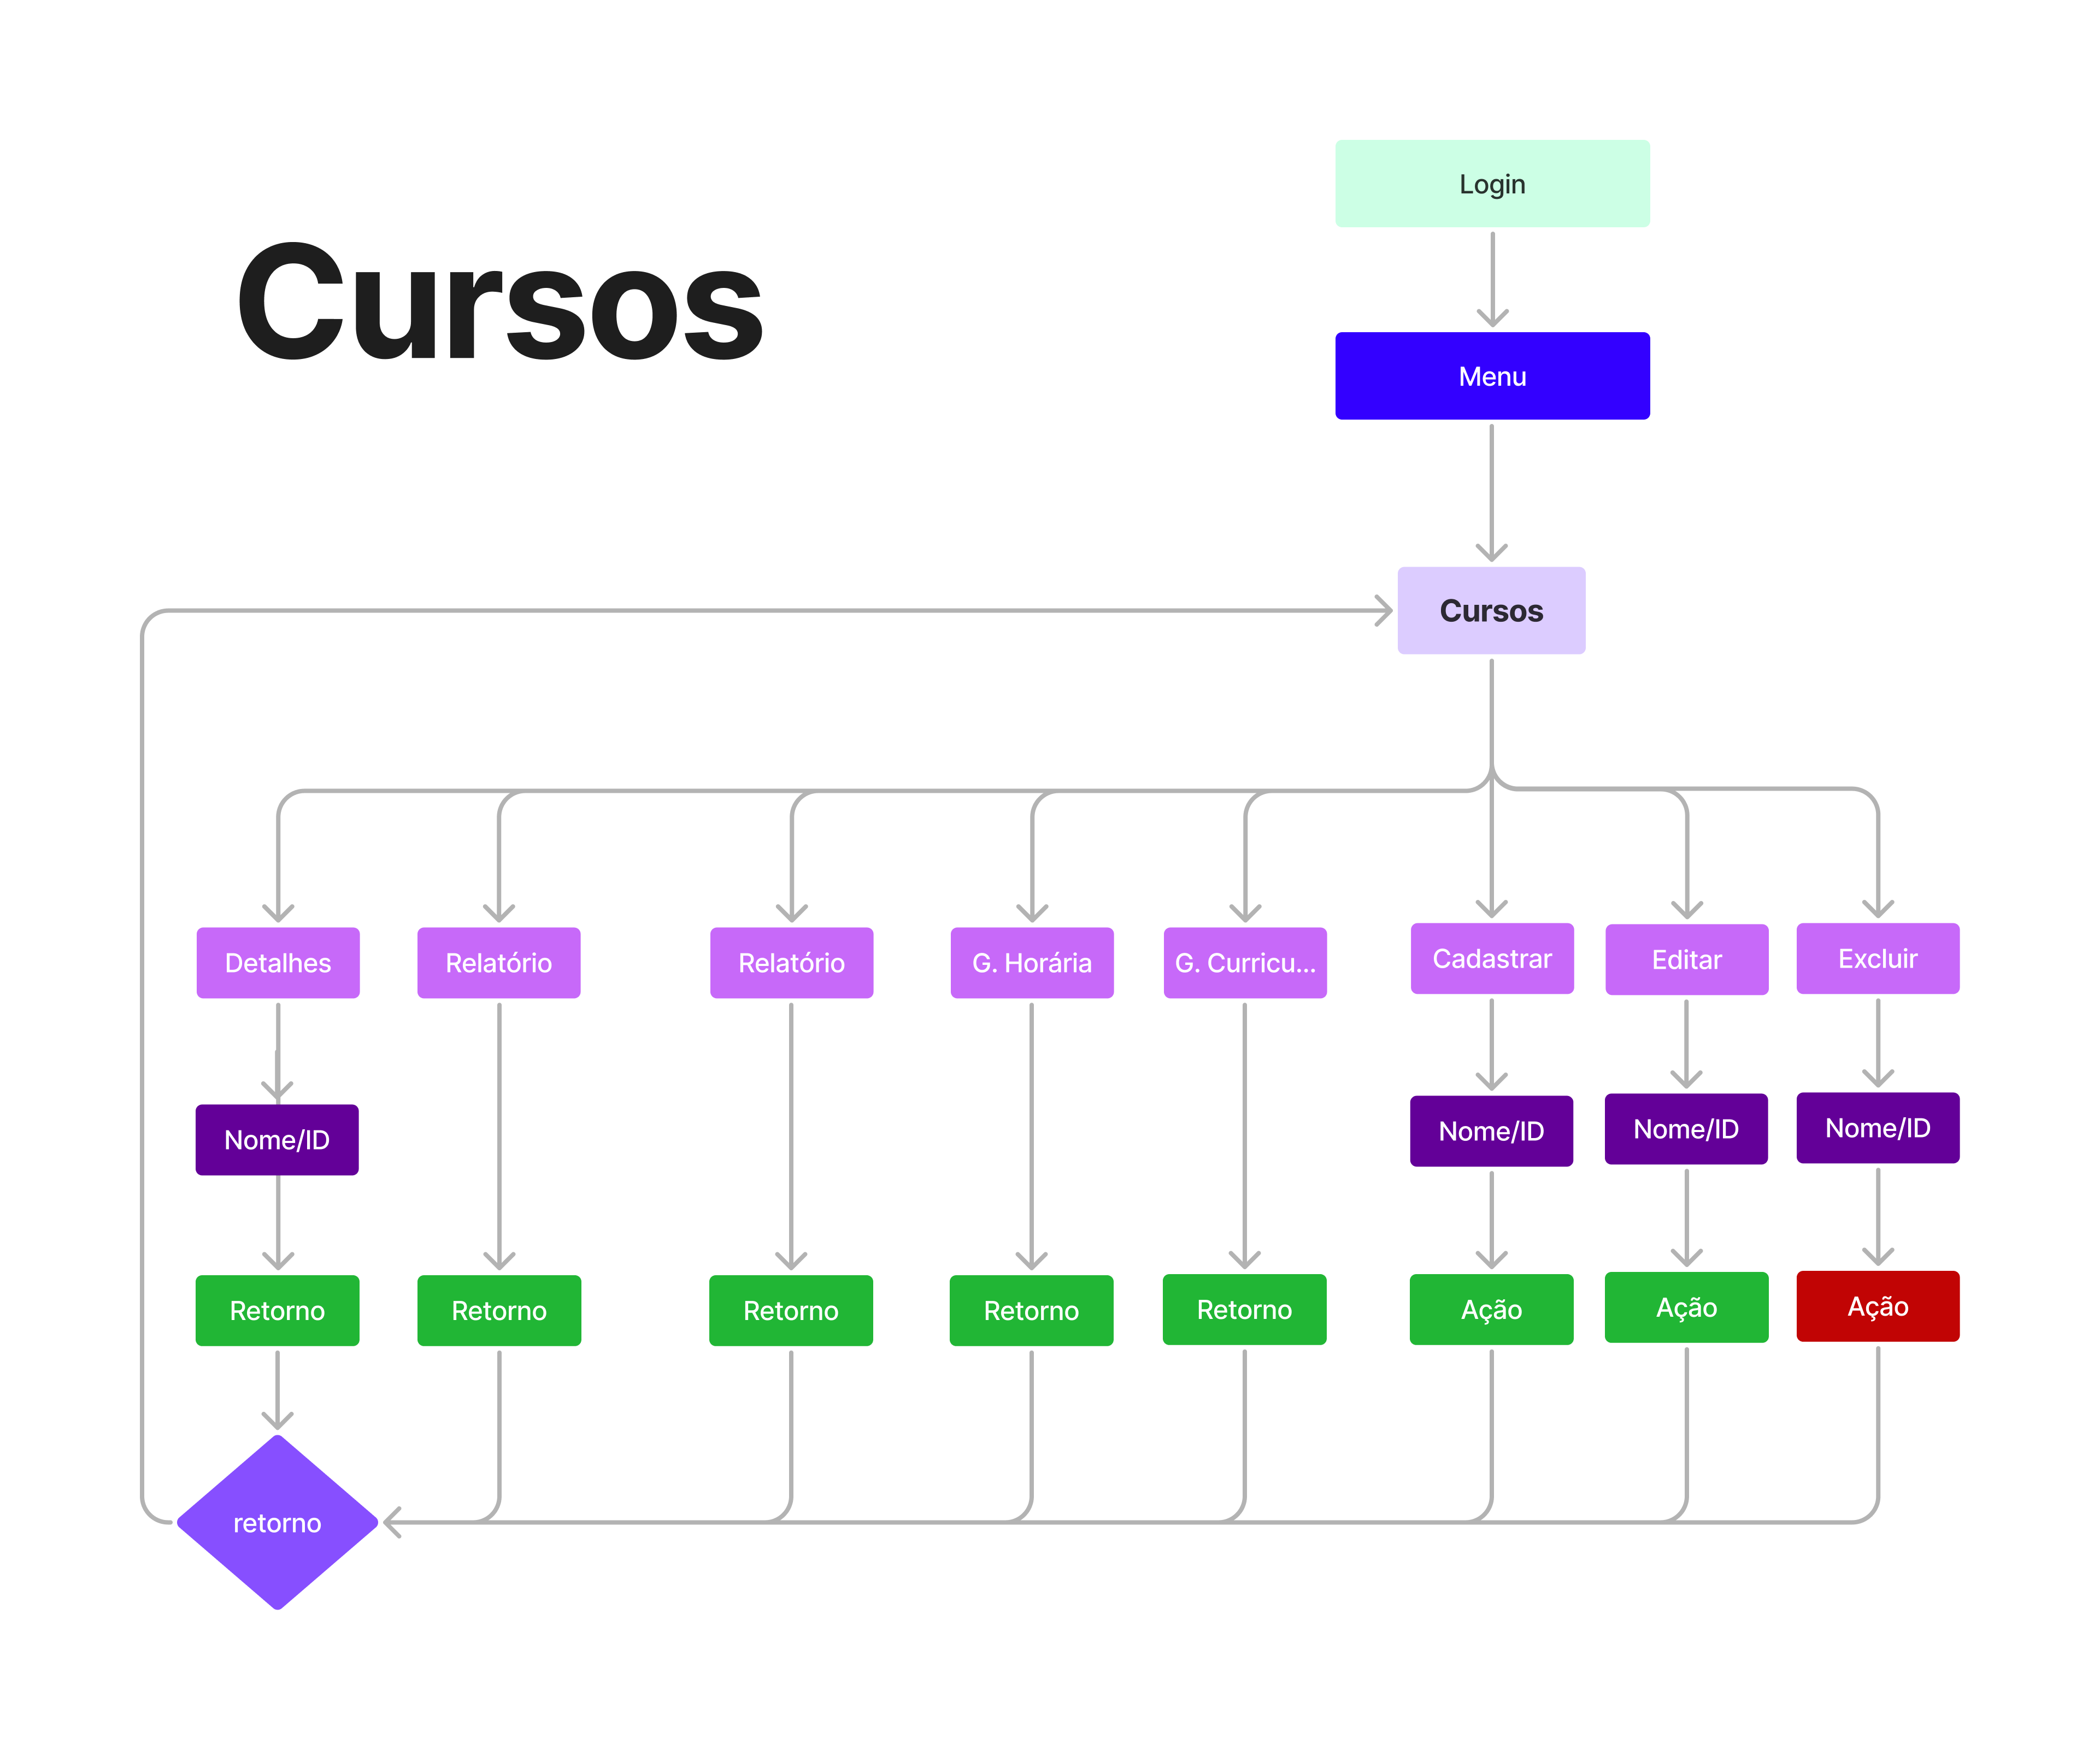 Cursos
Login
Menu
Cursos
Detalhes
Relatório
Relatório
G. Horária
G. Curricu...
Cadastrar
Editar
Excluir
Nome/ID
Nome/ID
Nome/ID
Nome/ID
Retorno
Retorno
Retorno
Retorno
Retorno
Ação
Ação
Ação
retorno